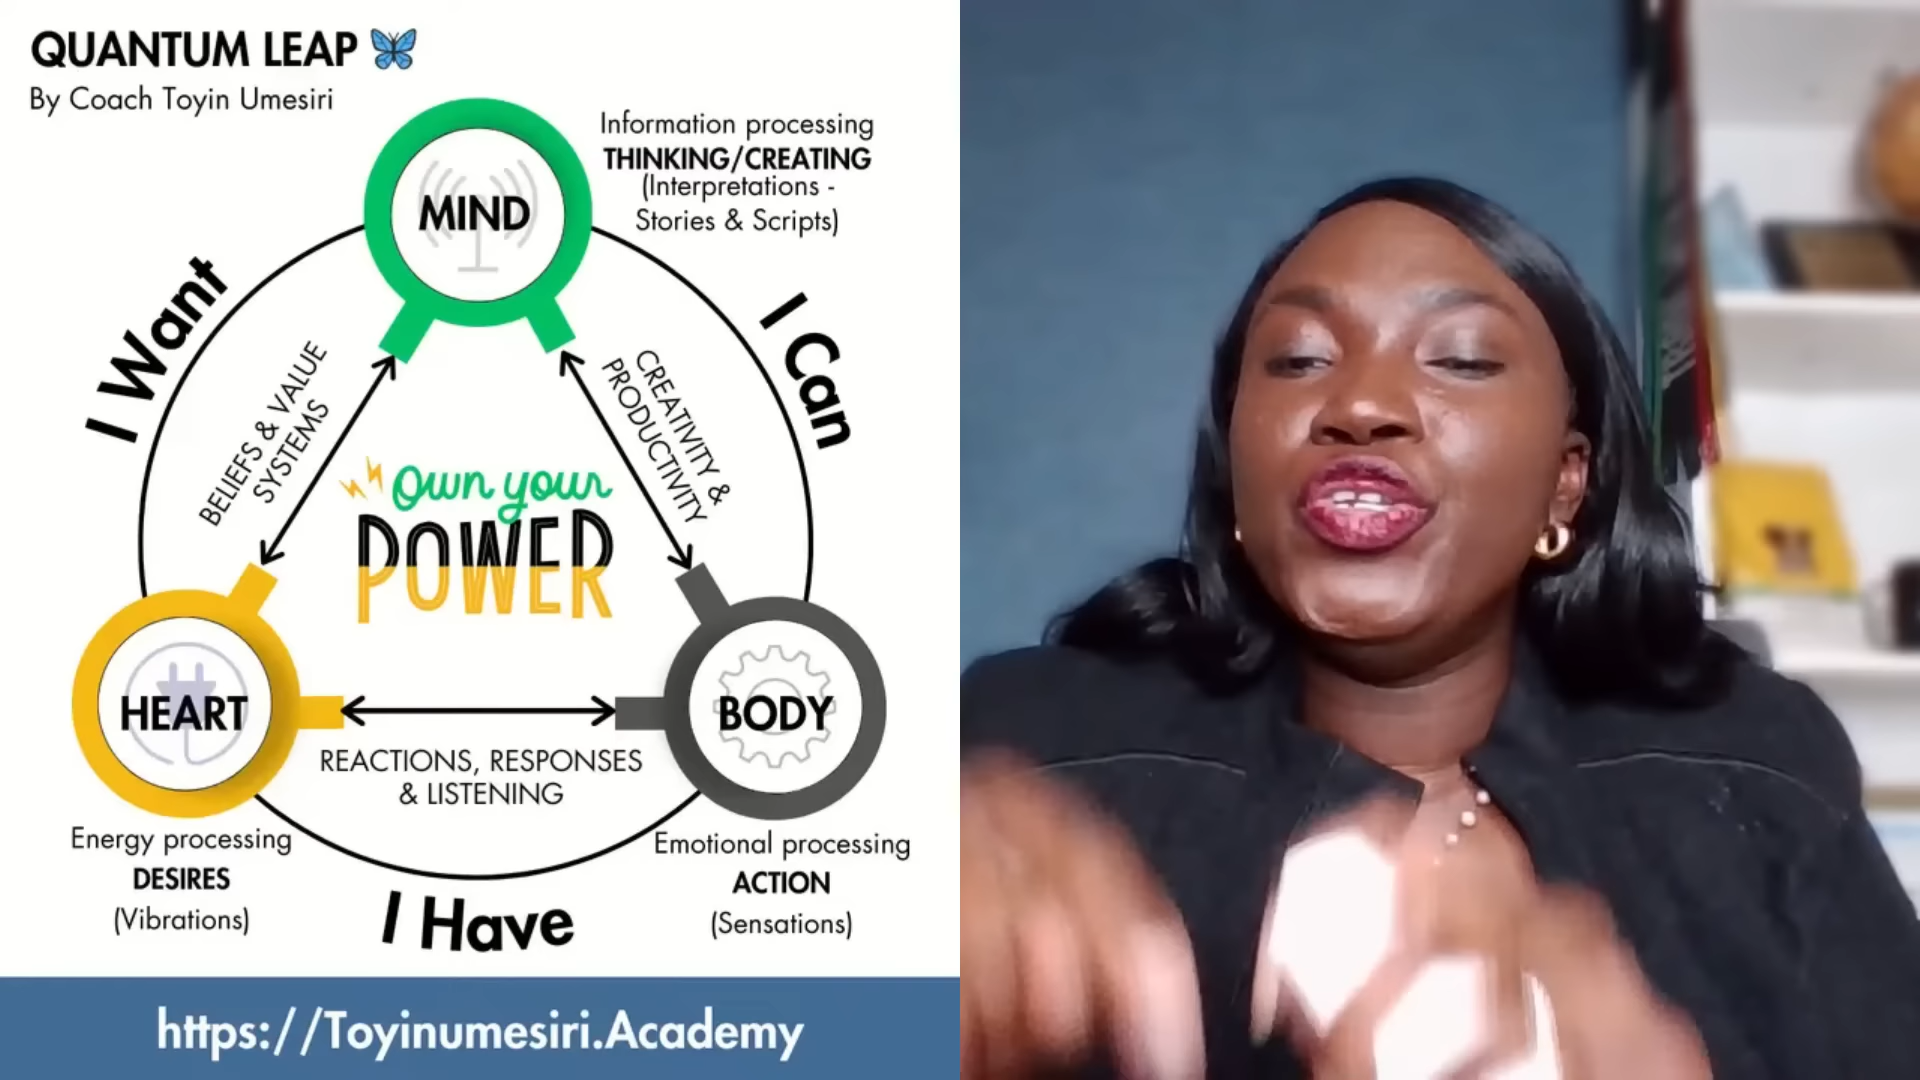 QUANTUM LEAP
By Coach Toyin Umesiri
MIND
Information processing
THINKING/CREATING
(Interpretations -
Stories & Scripts)
I Want
I Can
BELIEFS & VALUE
SYSTEMS
CREATIVITY &
PRODUCTIVITY
Own your
POWER
HEART
BODY
REACTIONS, RESPONSES
& LISTENING
Energy processing
DESIRES
(Vibrations)
Emotional processing
ACTION
(Sensations)
I Have
https://Toyinumesiri.Academy